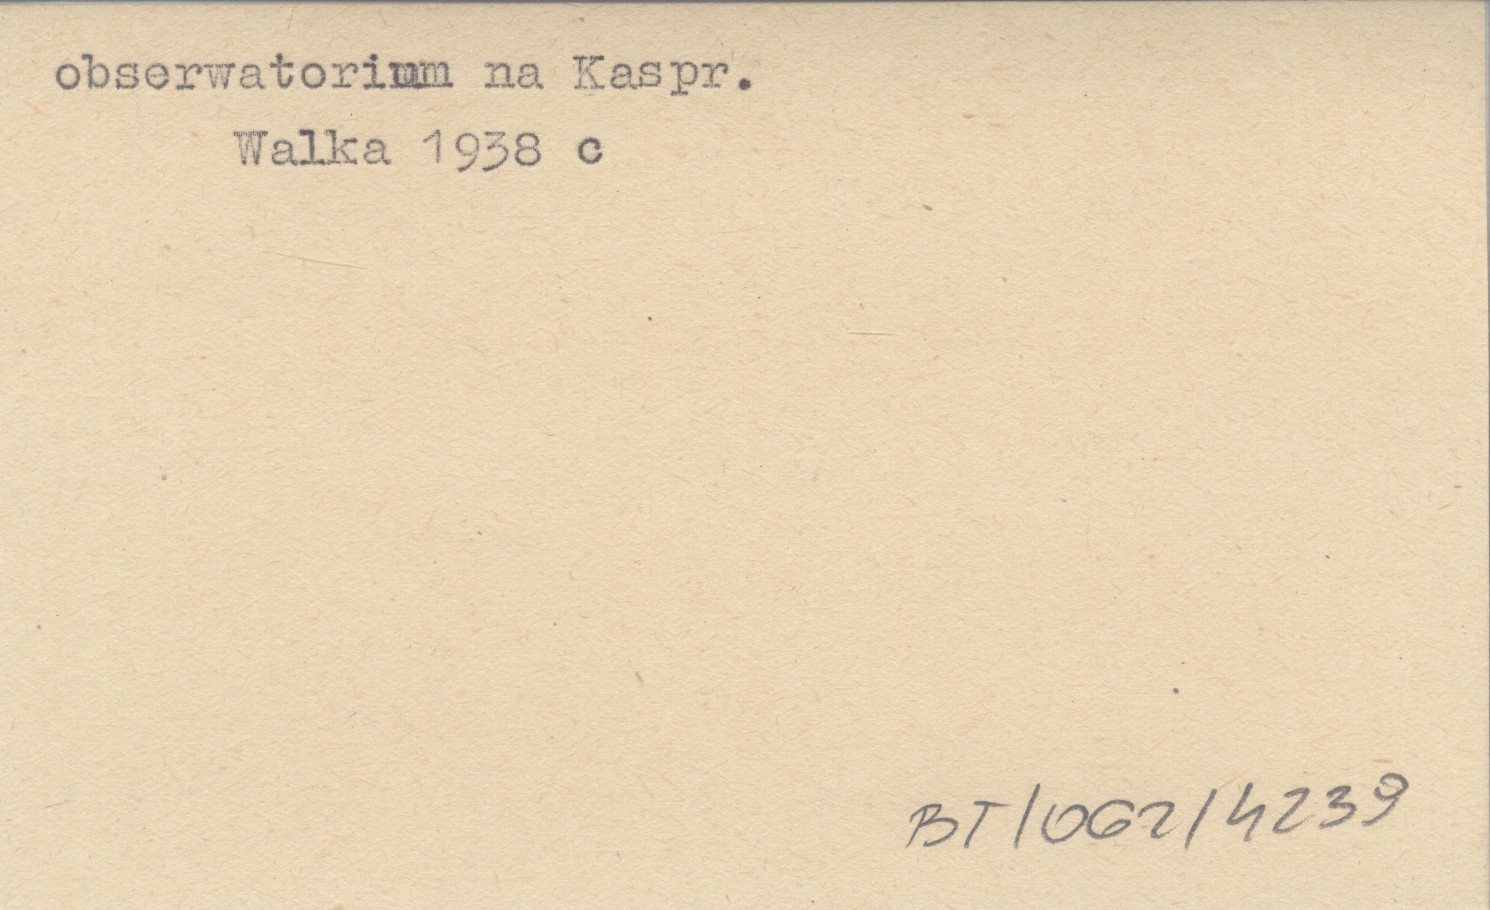 obserwatorium na Kaspr.
Walka 1938 c
BT/062/4239